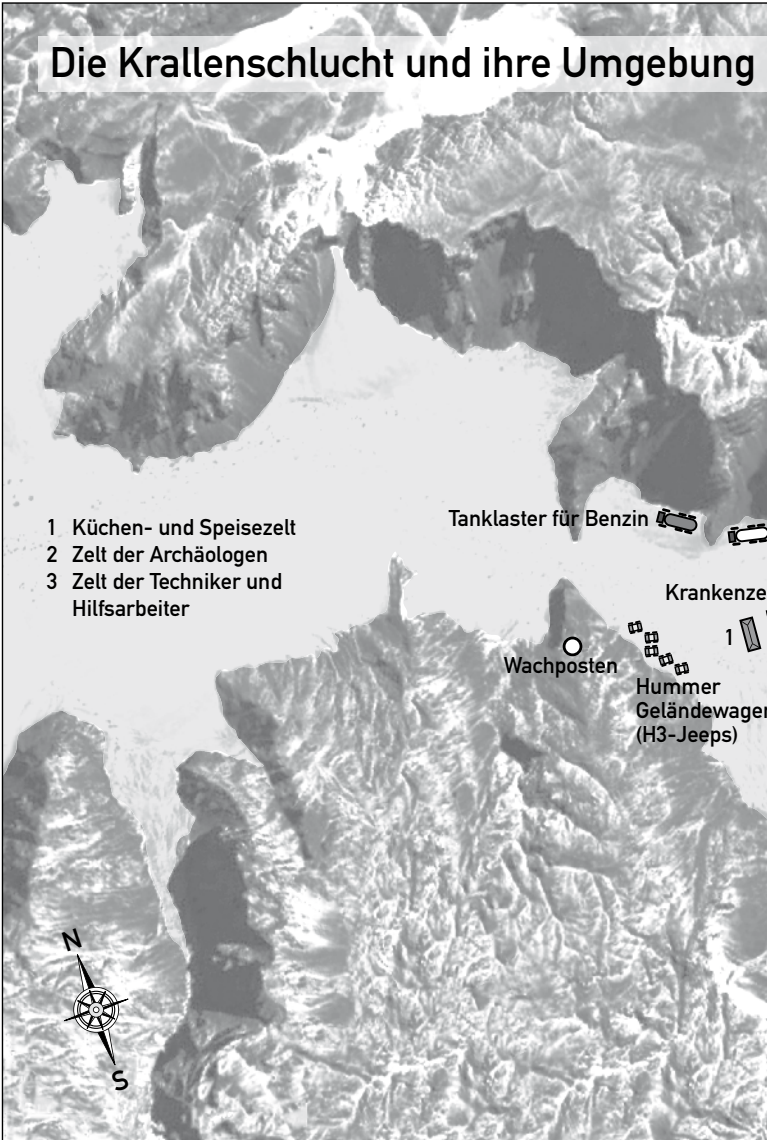 Die Krallenschlucht und ihre Umgebung
1 Küchen- und Speisezelt
2 Zelt der Archäologen
3 Zelt der Techniker und
Hilfsarbeiter
Tanklaster für Benzin
Krankenze
1
Wachposten
Hummer
Geländewager
(H3-Jeeps)
N
S